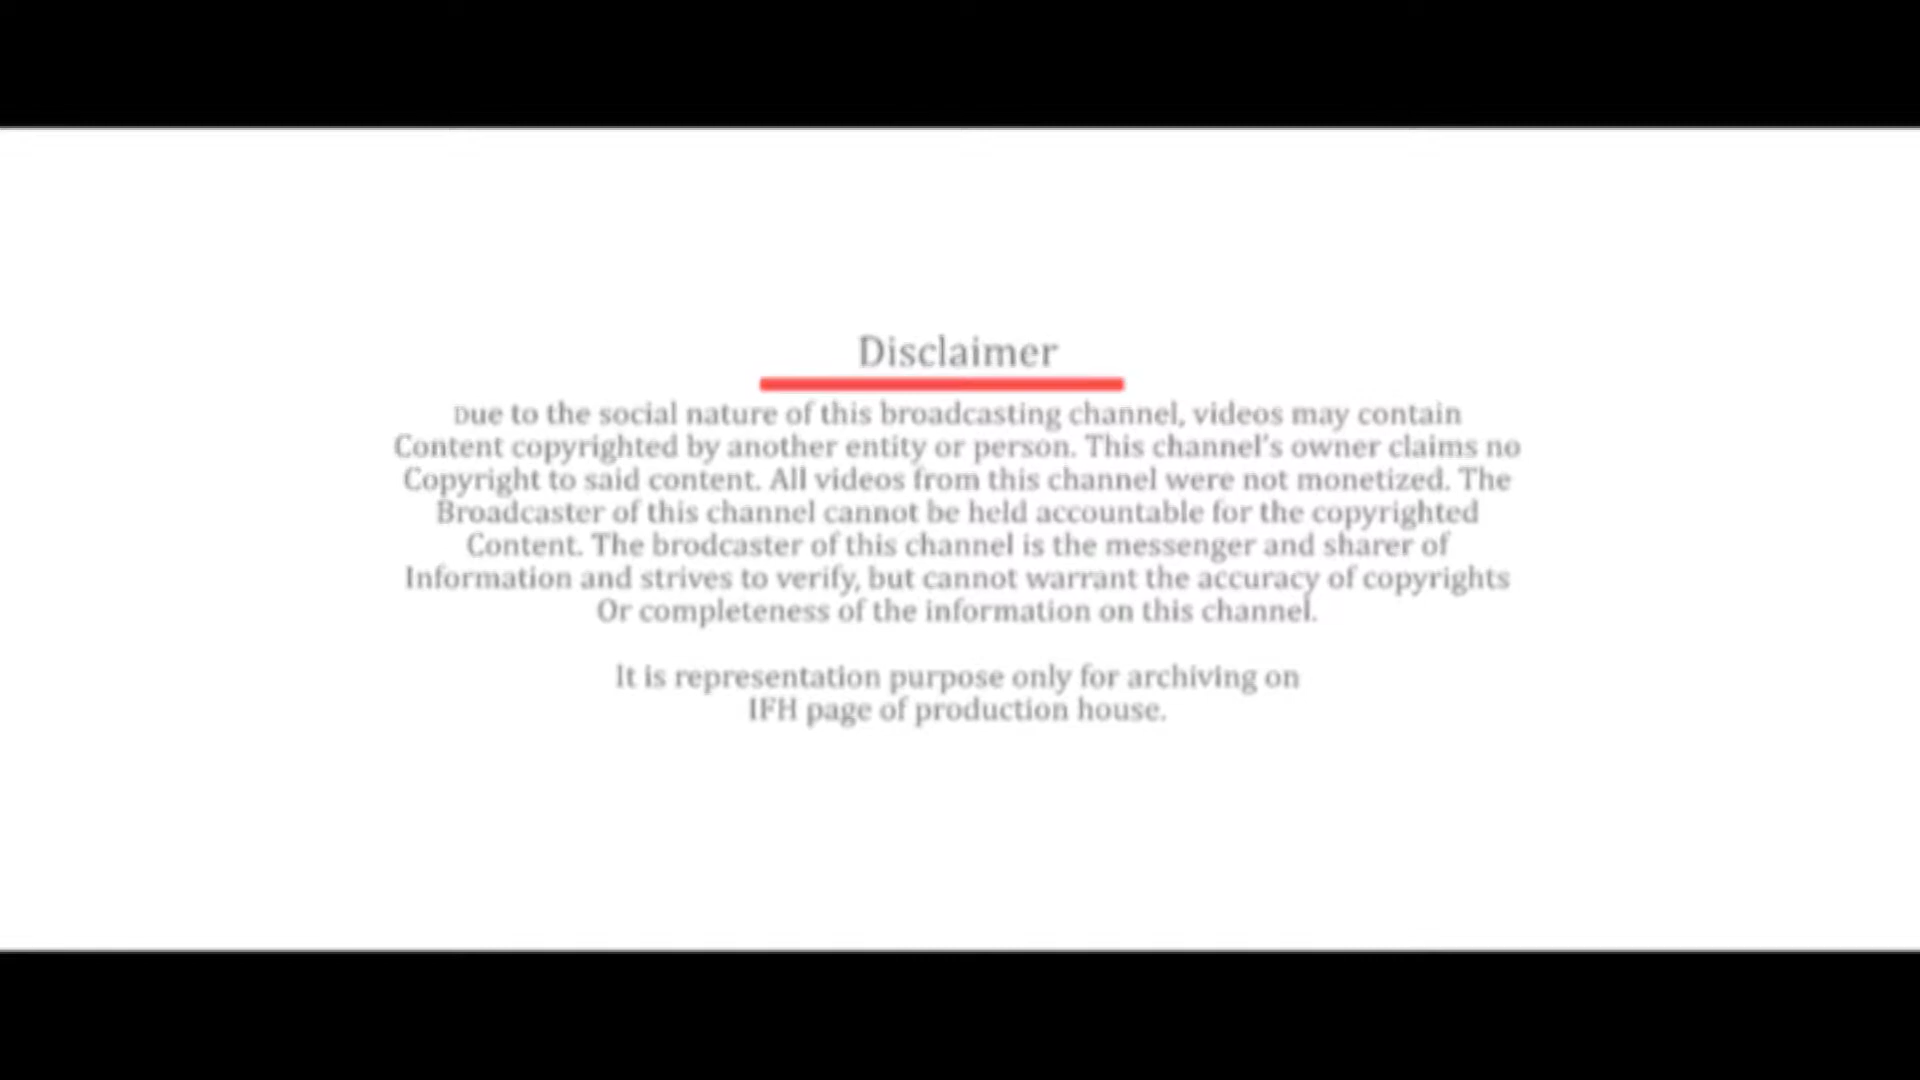 Disclaimer
Due to the social nature of this broadcasting channel, videos may contain
Content copyrighted by another entity or person. This channel's owner claims no
Copyright to said content. All videos from this channel were not monetized. The
Broadcaster of this channel cannot be held accountable for the copyrighted
Content. The brodcaster of this channel is the messenger and sharer of
Information and strives to verify, but cannot warrant the accuracy of copyrights
Or completeness of the information on this channel.
It is representation purpose only for archiving on
IFH page of production house.